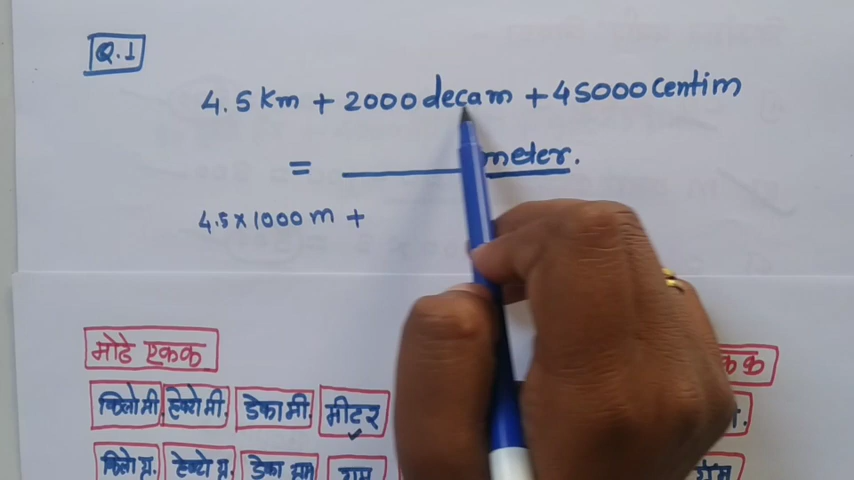 Q.1
4.5 Km + 2000 decam + 45000 centim
= meter.
4.5 x 1000 m +
मोठे एकक
किलो मी. हेक्टो मी. डेका मी. मीटर
किलो ग्र. हेक्टो ग्र. डेका ग्राम ग्राम